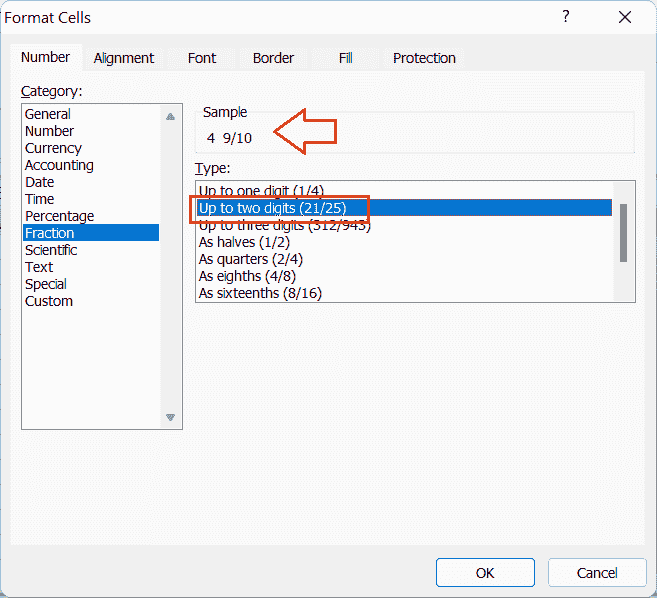 Format Cells ?
Number Alignment Font Border Fill Protection
Category:
General
Number
Currency
Accounting
Date
Time
Percentage
Fraction
Scientific
Text
Special
Custom
Sample
4 9/10
Type:
Up to one digit (1/4)
Up to two digits (21/25)
Up to three digits (312/943)
As halves (1/2)
As quarters (2/4)
As eighths (4/8)
As sixteenths (8/16)
OK Cancel